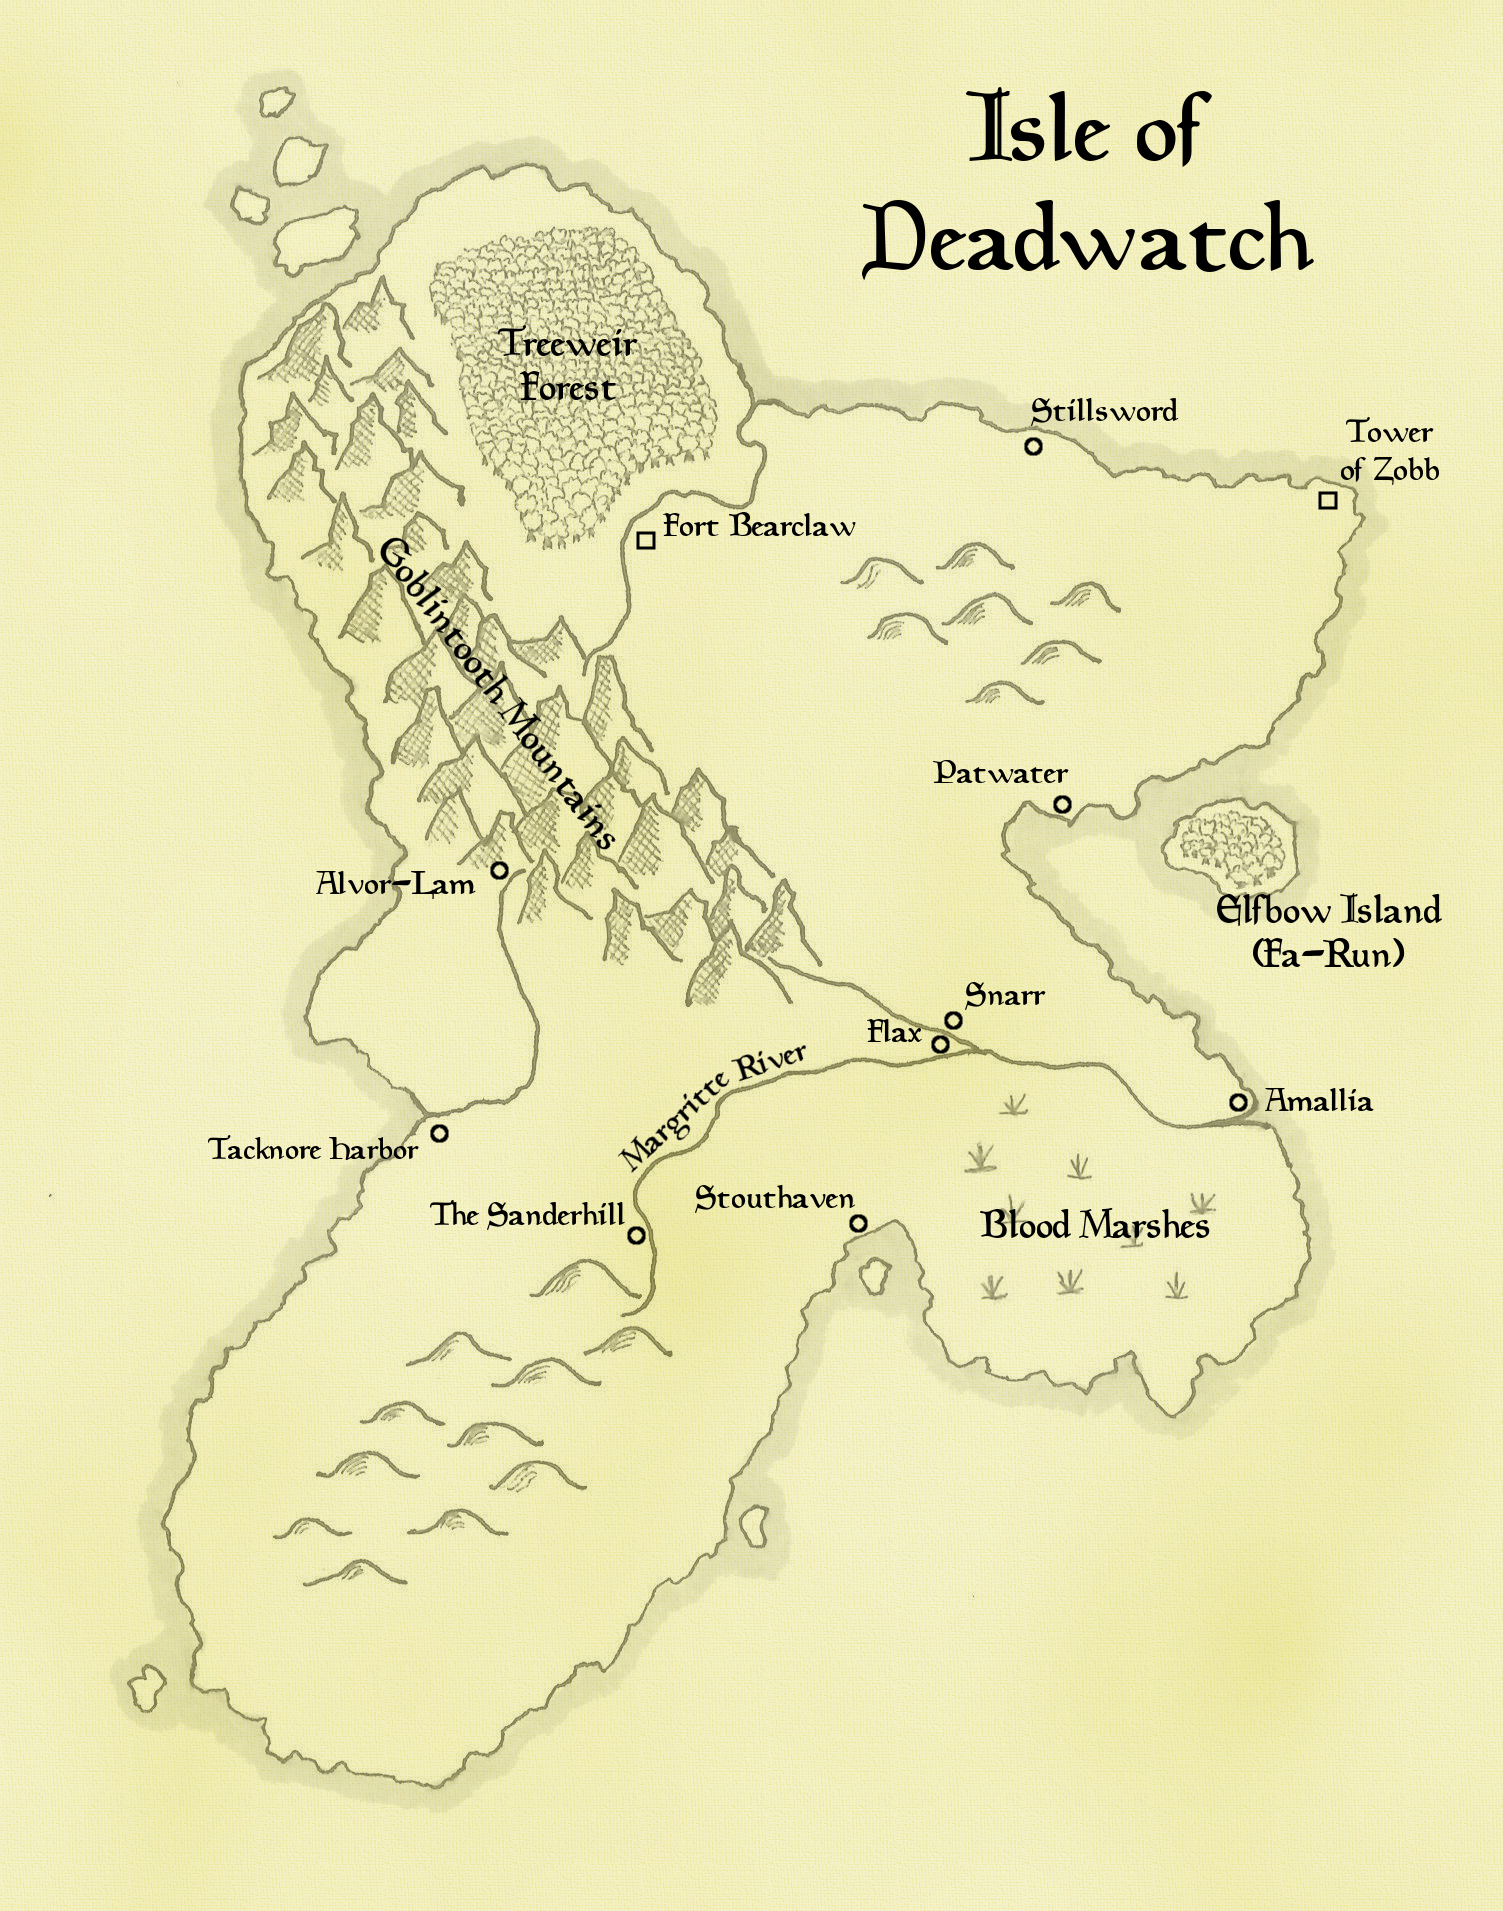 Isle of
Deadwatch
Treeweir
Forest
Stillsword
Tower
of Zobb
Fort Bearclaw
Goblintooth Mountains
Patwater
Alvor-Lam
Elfbow Island
(Ea-Run)
Snarr
Flax
Margritte River
Amallia
Tacknore Harbor
The Sanderhill
Stouthaven
Blood Marshes